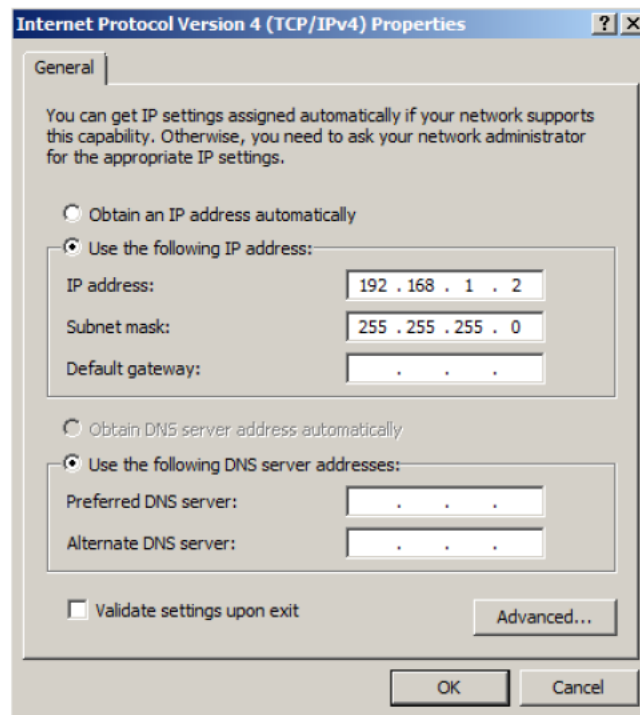 Internet Protocol Version 4 (TCP/IPv4) Properties
General
You can get IP settings assigned automatically if your network supports
this capability. Otherwise, you need to ask your network administrator
for the appropriate IP settings.
Obtain an IP address automatically
Use the following IP address:
IP address: 192 . 168 . 1 . 2
Subnet mask: 255 . 255 . 255 . 0
Default gateway: . . .
Obtain DNS server address automatically
Use the following DNS server addresses:
Preferred DNS server: . . .
Alternate DNS server: . . .
Validate settings upon exit
Advanced...
OK Cancel